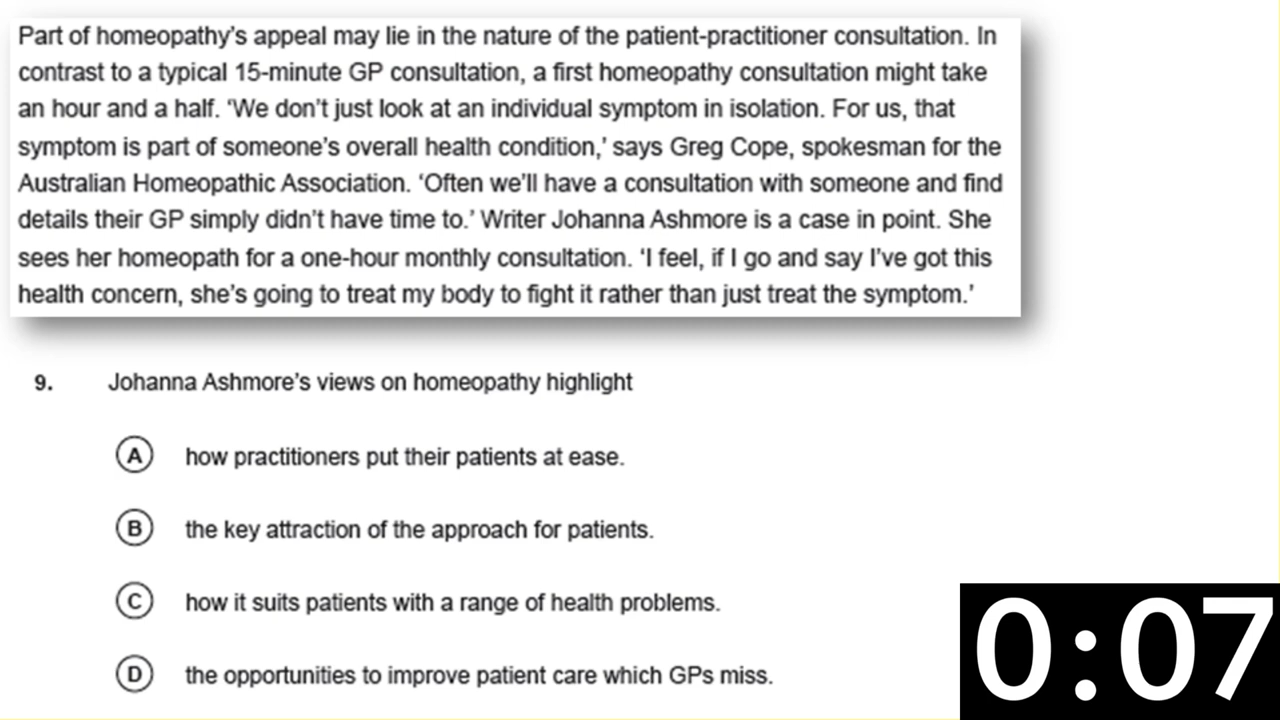 Part of homeopathy's appeal may lie in the nature of the patient-practitioner consultation. In
contrast to a typical 15-minute GP consultation, a first homeopathy consultation might take
an hour and a half. ‘We don't just look at an individual symptom in isolation. For us, that
symptom is part of someone's overall health condition,’ says Greg Cope, spokesman for the
Australian Homeopathic Association. ‘Often we'll have a consultation with someone and find
details their GP simply didn't have time to.’ Writer Johanna Ashmore is a case in point. She
sees her homeopath for a one-hour monthly consultation. ‘I feel, if I go and say I've got this
health concern, she's going to treat my body to fight it rather than just treat the symptom.’
9. Johanna Ashmore's views on homeopathy highlight
A how practitioners put their patients at ease.
B the key attraction of the approach for patients.
C how it suits patients with a range of health problems.
D the opportunities to improve patient care which GPs miss.
0:07